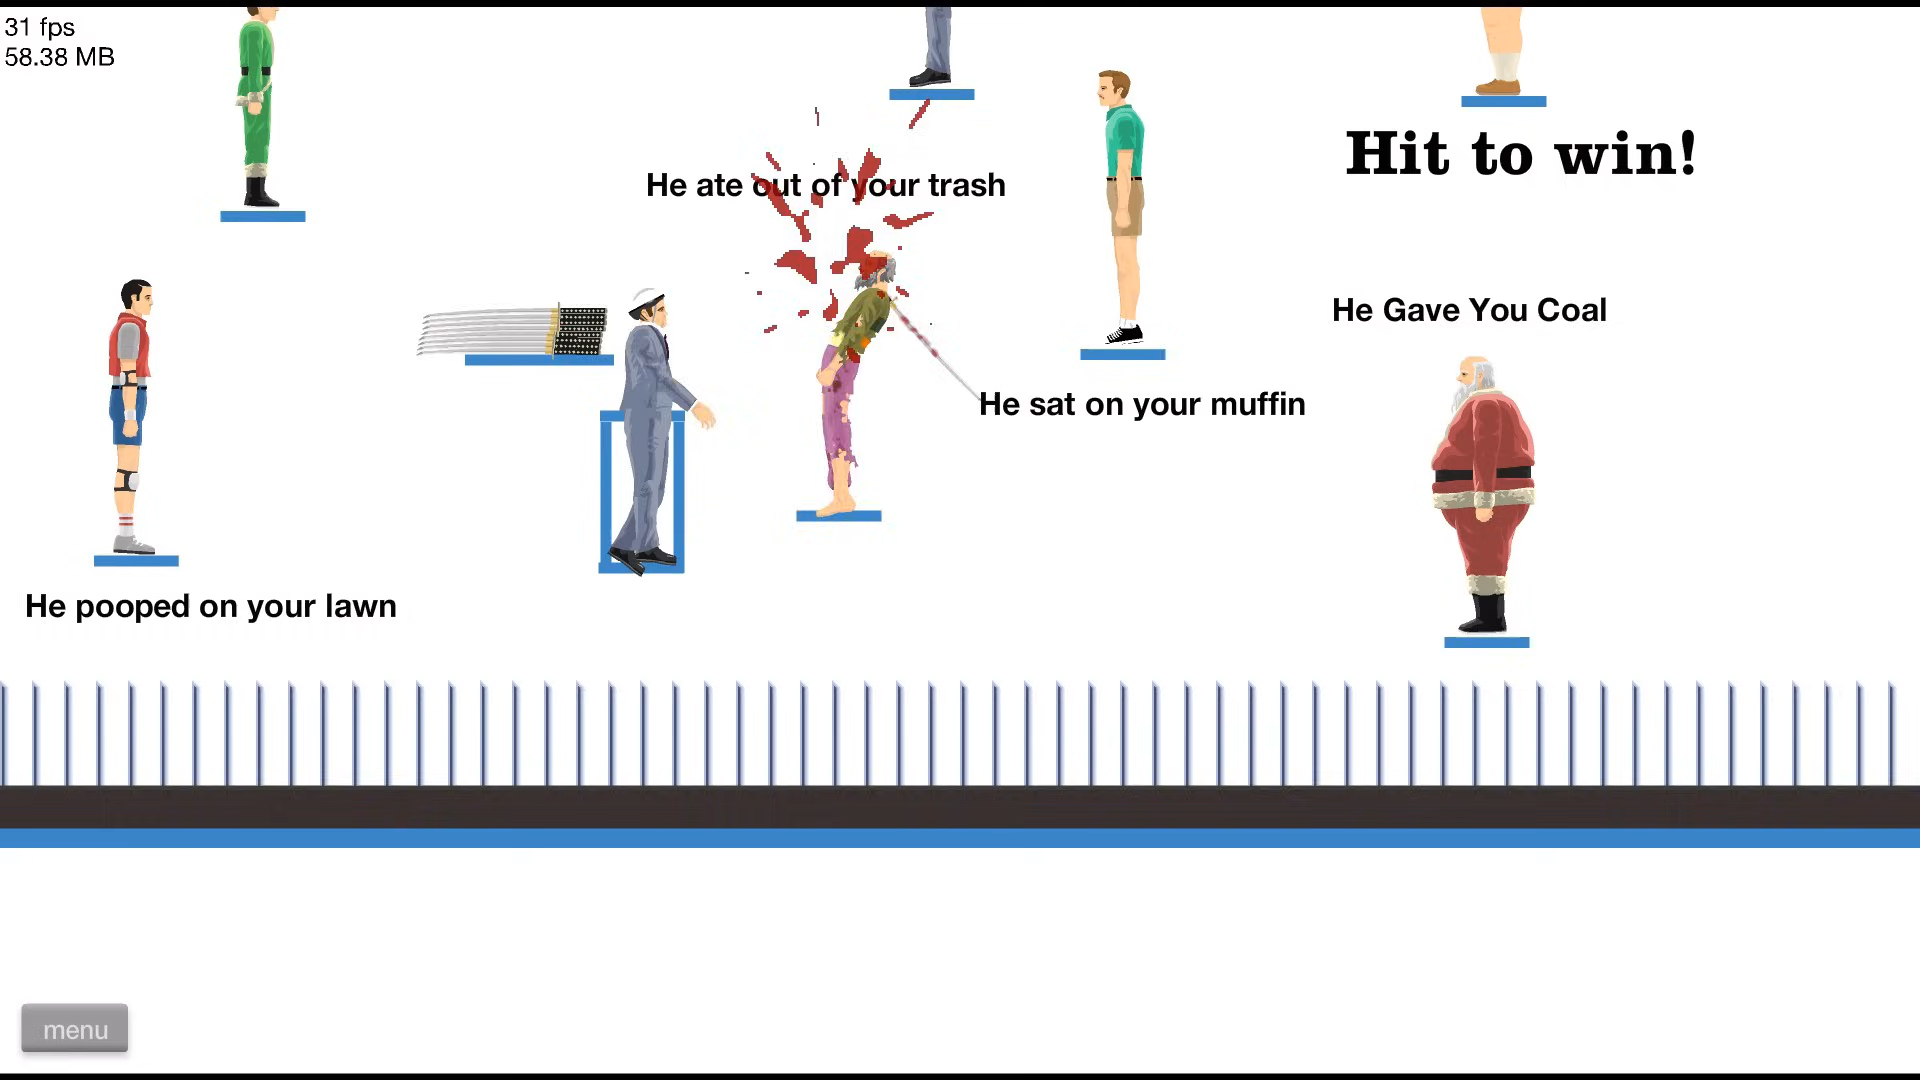 31 fps
58.38 MB
Hit to win!
He ate out of your trash
He Gave You Coal
He sat on your muffin
He pooped on your lawn
menu